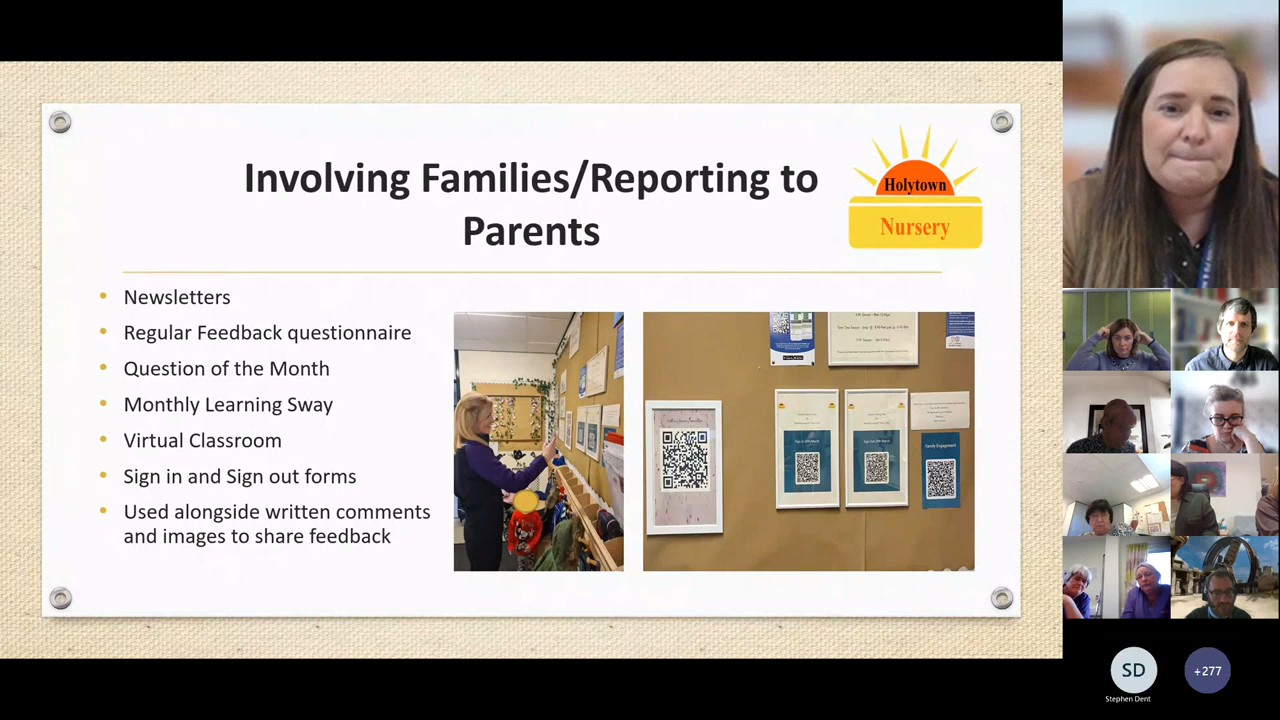 Involving Families/Reporting to
Parents
Holytown
Nursery
• Newsletters
• Regular Feedback questionnaire
• Question of the Month
• Monthly Learning Sway
• Virtual Classroom
• Sign in and Sign out forms
• Used alongside written comments
and images to share feedback
Family Engagement
SD
+277
Stephen Dent